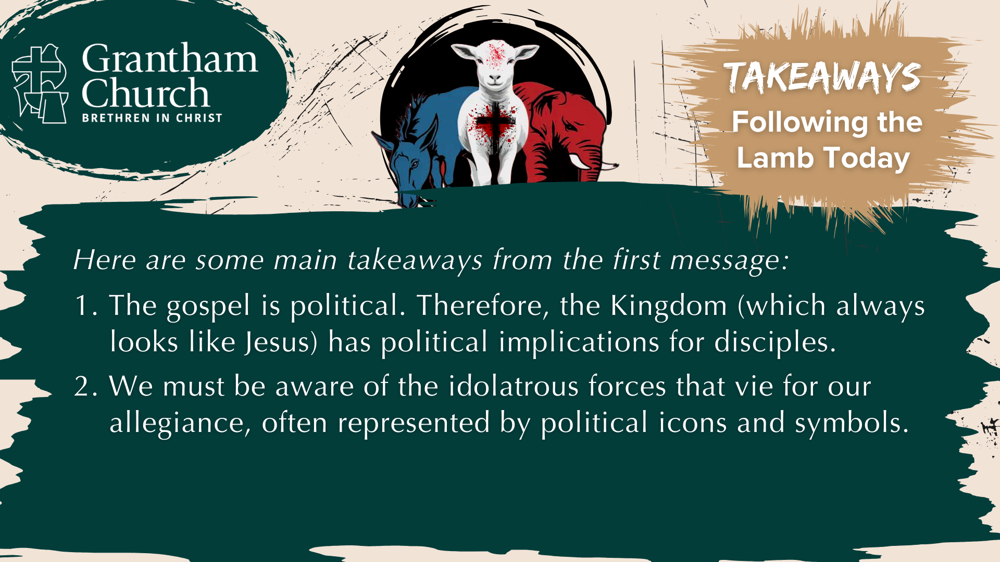 Grantham
Church
BRETHREN IN CHRIST
TAKEAWAYS
Following the
Lamb Today
Here are some main takeaways from the first message:
1. The gospel is political. Therefore, the Kingdom (which always
looks like Jesus) has political implications for disciples.
2. We must be aware of the idolatrous forces that vie for our
allegiance, often represented by political icons and symbols.